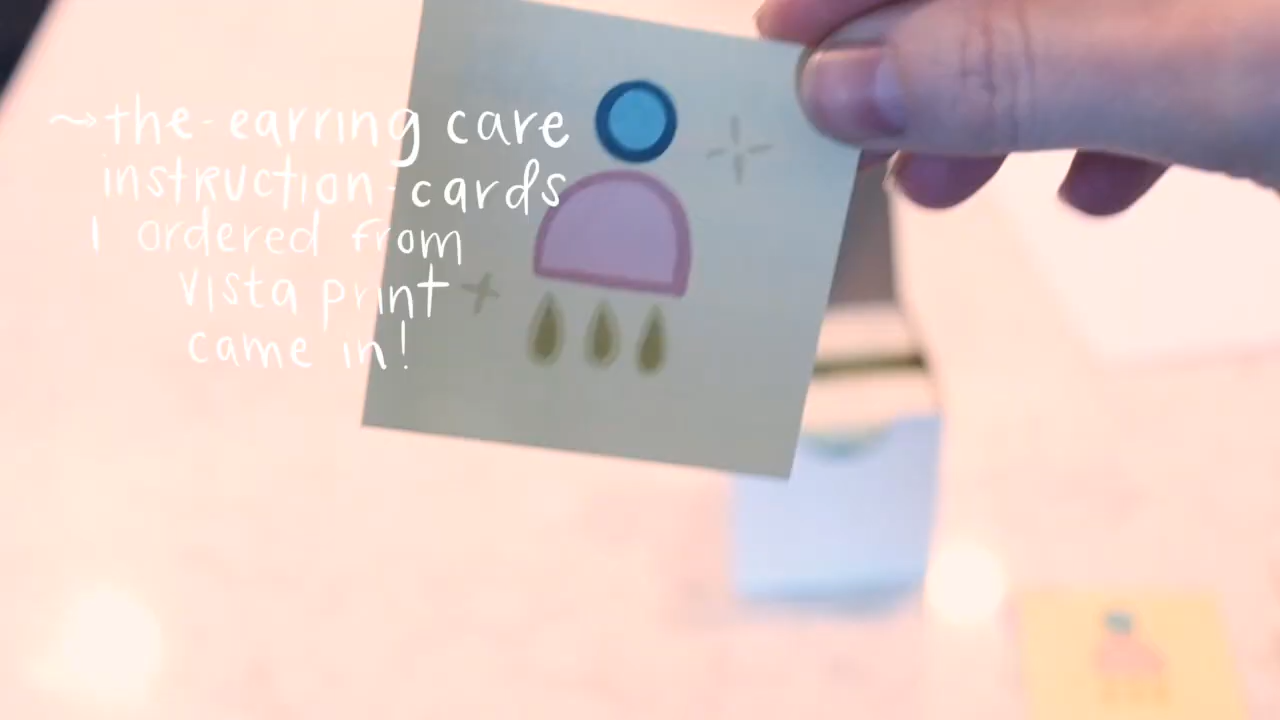 the earring care
instruction cards
I ordered from
vista print
came in!